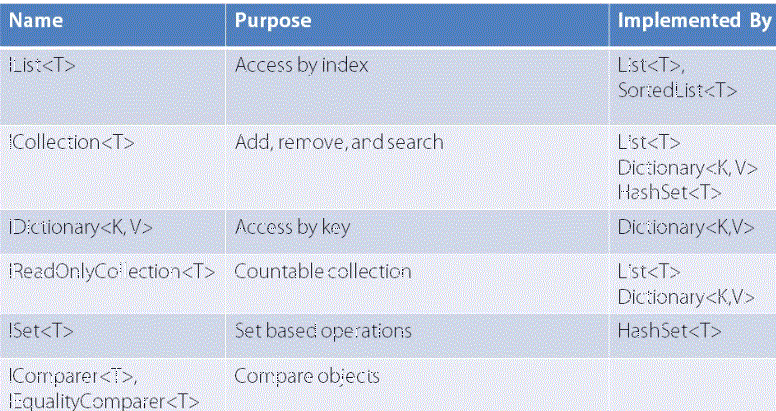 Name Purpose Implemented By
IList<T> Access by index List<T>,
SortedList<T>
ICollection<T> Add, remove, and search List<T>
Dictionary<K, V>
HashSet<T>
IDictionary<K, V> Access by key Dictionary<K,V>
IReadOnlyCollection<T> Countable collection List<T>
Dictionary<K,V>
ISet<T> Set based operations HashSet<T>
IComparer<T>, Compare objects
IEqualityComparer<T>